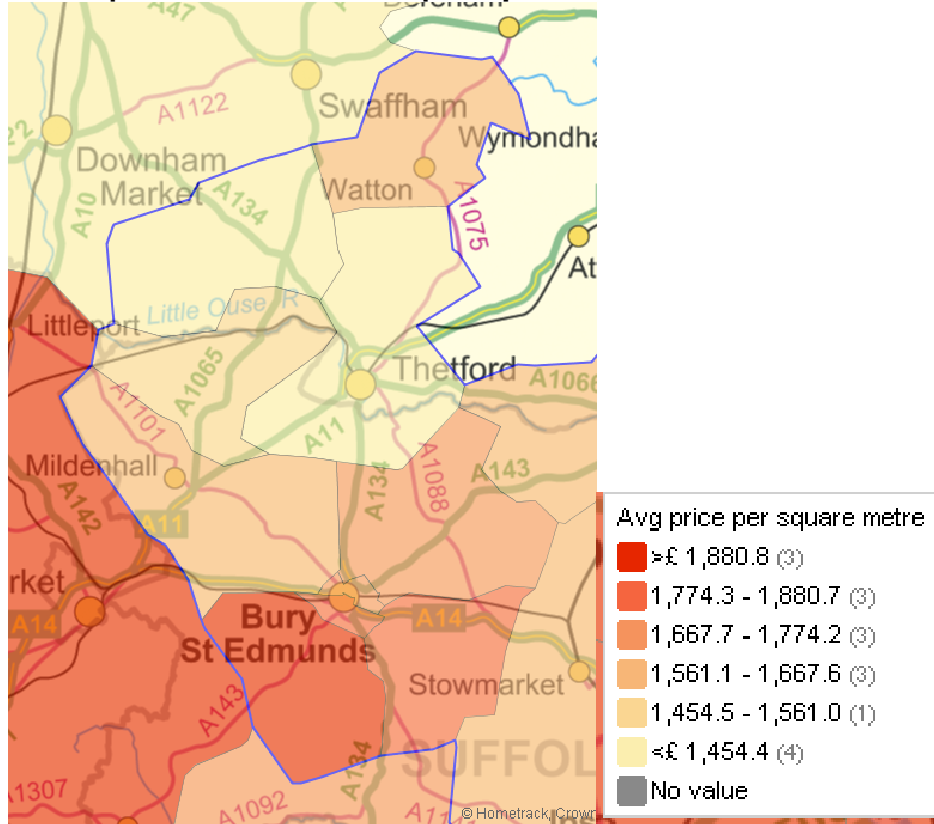 A47
Dereham
A1122
Swaffham
22
Wymondha
Downham
Market
Watton
A10
A134
A1075
At
Little Ouse R
Littleport
A1065
Thetford
A1066
A1101
A11
Mildenhall
A134
A1088
A143
A142
A11
rket
A14
Bury
St Edmunds
A14
Stowmarket
A143
A134
SUFFOL
A1307
A1092
© Hometrack, Crown
Avg price per square metre
>£ 1,880.8 (3)
1,774.3 - 1,880.7 (3)
1,667.7 - 1,774.2 (3)
1,561.1 - 1,667.6 (3)
1,454.5 - 1,561.0 (1)
<£ 1,454.4 (4)
No value